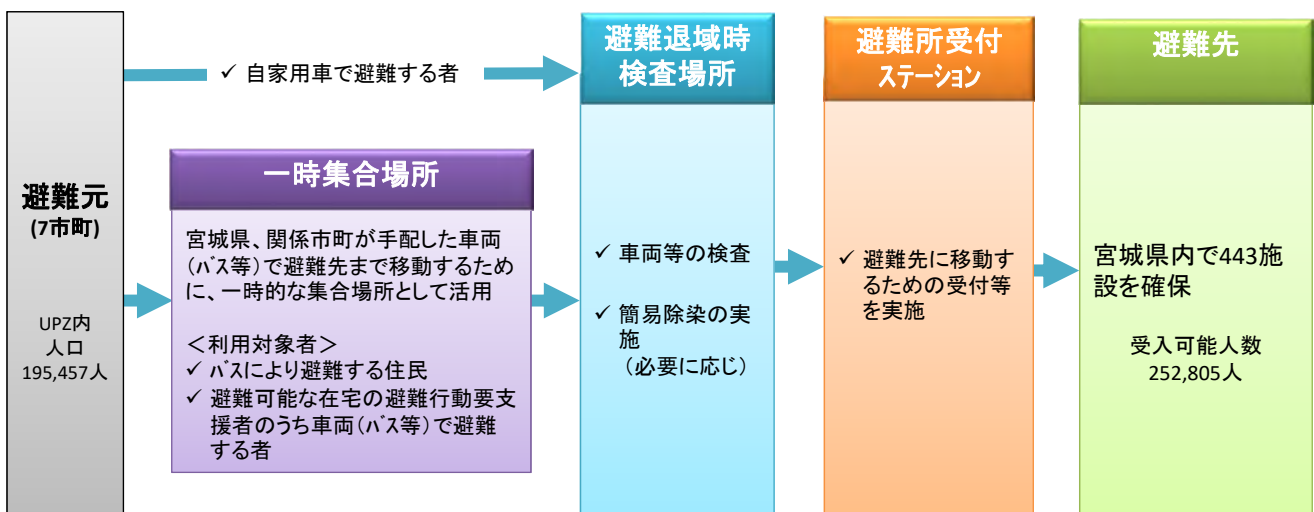 避難元
(7市町)
UPZ内
人口
195,457人
✓ 自家用車で避難する者
一時集合場所
宮城県、関係市町が手配した車両
(ﾊﾞｽ等)で避難先まで移動するため
に、一時的な集合場所として活用
＜利用対象者＞
✓ ﾊﾞｽにより避難する住民
✓ 避難可能な在宅の避難行動要支
援者のうち車両(ﾊﾞｽ等)で避難
する者
避難退域時
検査場所
✓ 車両等の検査
✓ 簡易除染の実
施
（必要に応じ）
避難所受付
ｽﾃｰｼｮﾝ
✓ 避難先に移動す
るための受付等
を実施
避難先
宮城県内で443施
設を確保
受入可能人数
252,805人